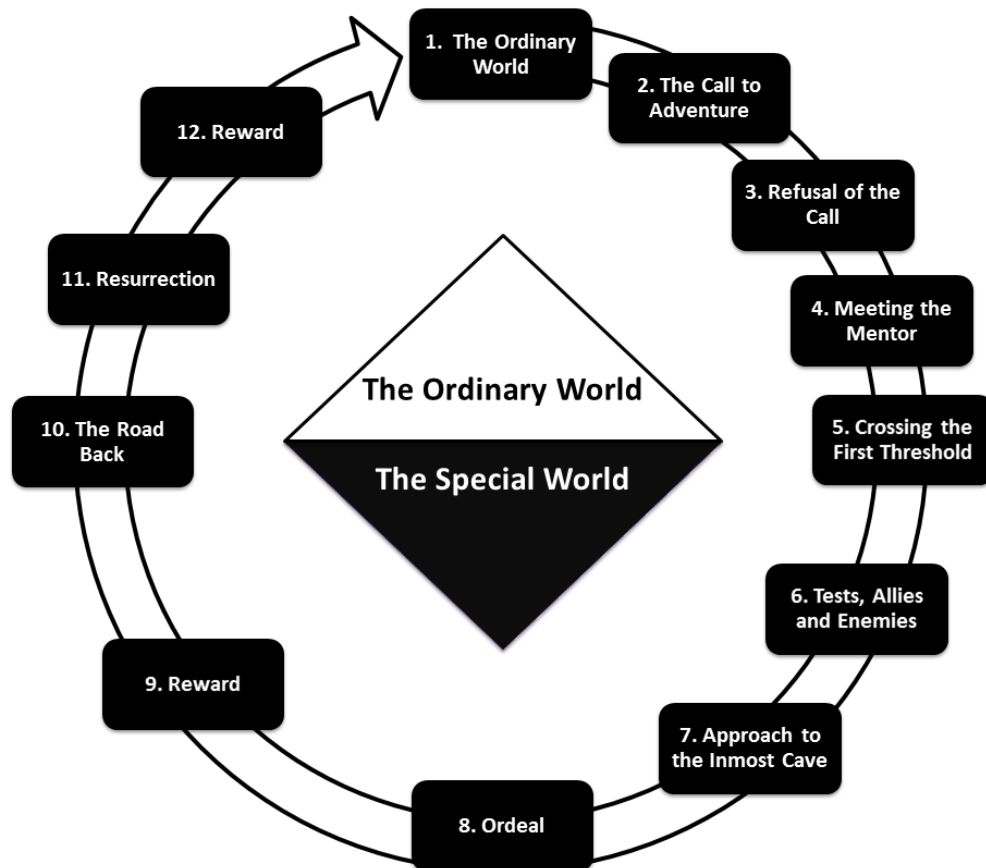 1. The Ordinary
World
2. The Call to
Adventure
3. Refusal of the
Call
4. Meeting the
Mentor
5. Crossing the
First Threshold
6. Tests, Allies
and Enemies
7. Approach to
the Inmost Cave
8. Ordeal
9. Reward
10. The Road
Back
11. Resurrection
12. Reward
The Ordinary World
The Special World